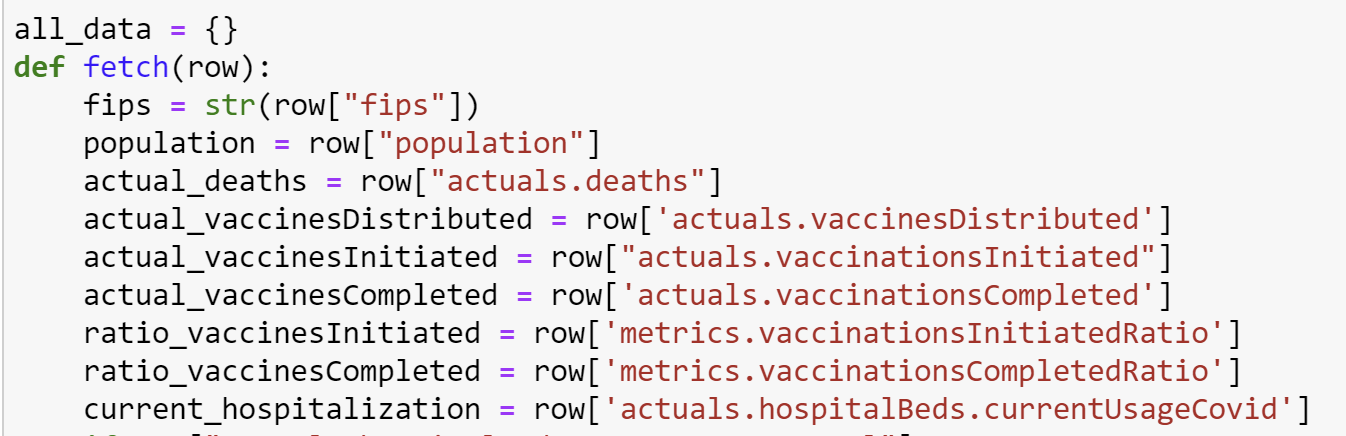 all_data = {}
def fetch(row):
    fips = str(row["fips"])
    population = row["population"]
    actual_deaths = row["actuals.deaths"]
    actual_vaccinesDistributed = row['actuals.vaccinesDistributed']
    actual_vaccinesInitiated = row["actuals.vaccinationsInitiated"]
    actual_vaccinesCompleted = row['actuals.vaccinationsCompleted']
    ratio_vaccinesInitiated = row['metrics.vaccinationsInitiatedRatio']
    ratio_vaccinesCompleted = row['metrics.vaccinationsCompletedRatio']
    current_hospitalization = row['actuals.hospitalBeds.currentUsageCovid']